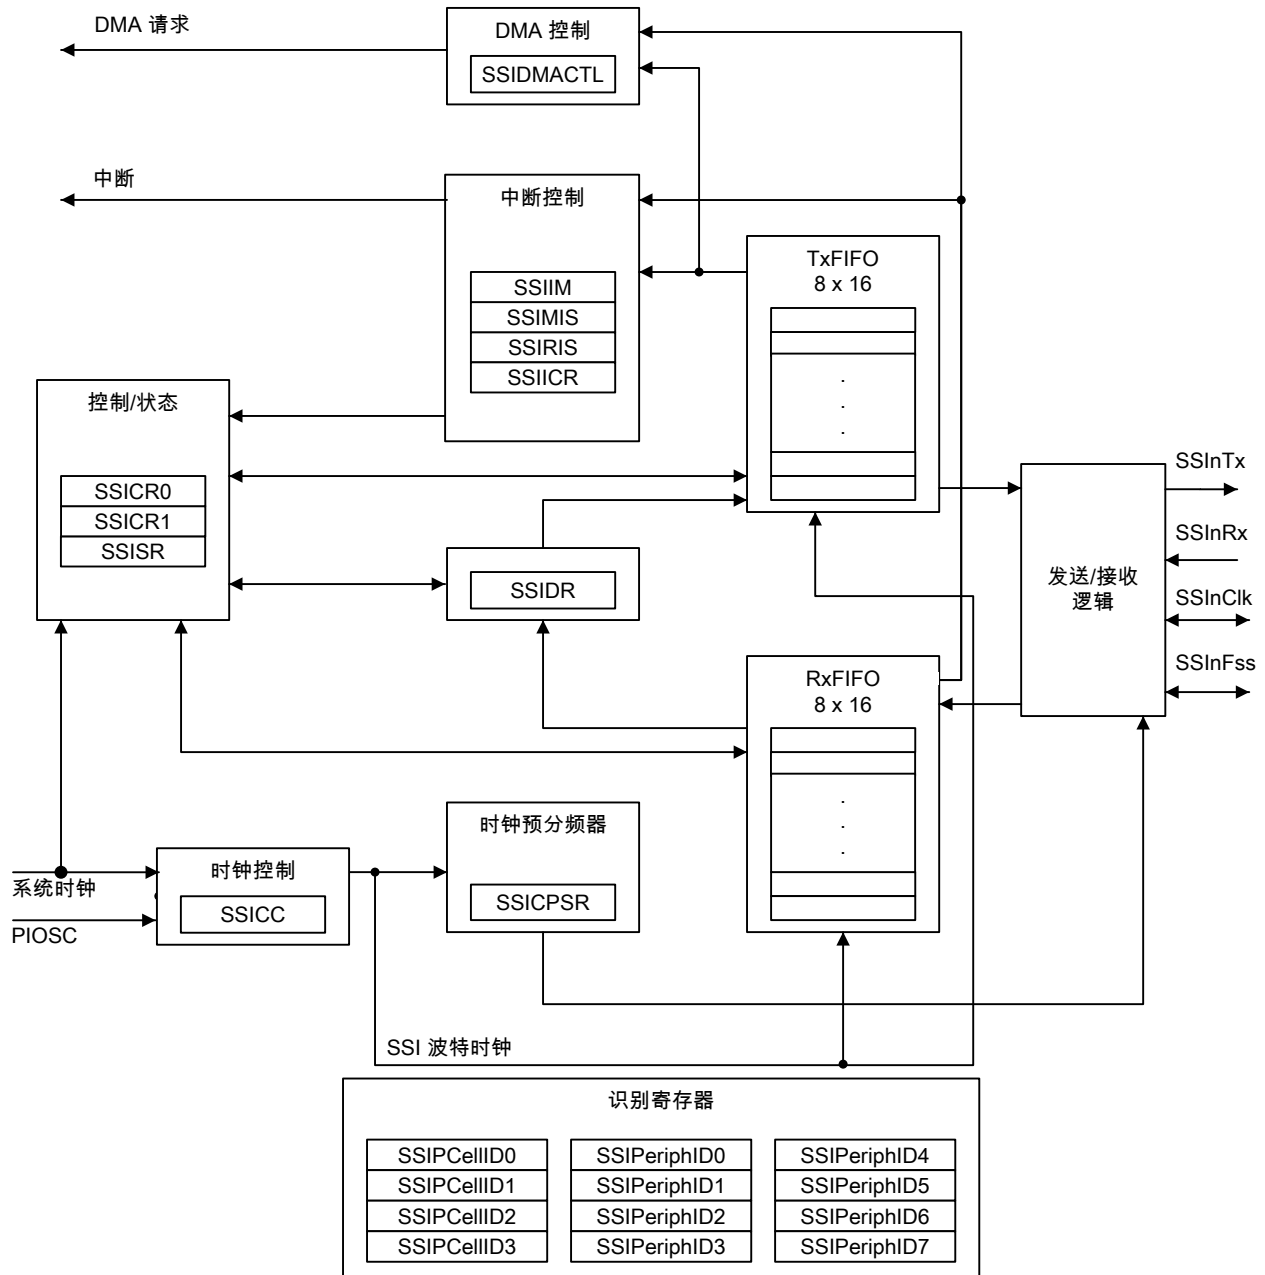 DMA 请求
DMA 控制
SSIDMACTL
中断
中断控制
SSIIM
SSIMIS
SSIRIS
SSIICR
TxFIFO
8 x 16
控制/状态
SSICR0
SSICR1
SSISR
SSIDR
发送/接收
逻辑
SSInTx
SSInRx
SSInClk
SSInFss
RxFIFO
8 x 16
时钟预分频器
SSICPSR
时钟控制
SSICC
系统时钟
PIOSC
SSI 波特时钟
识别寄存器
SSIPCellID0
SSIPCellID1
SSIPCellID2
SSIPCellID3
SSIPeriphID0
SSIPeriphID1
SSIPeriphID2
SSIPeriphID3
SSIPeriphID4
SSIPeriphID5
SSIPeriphID6
SSIPeriphID7